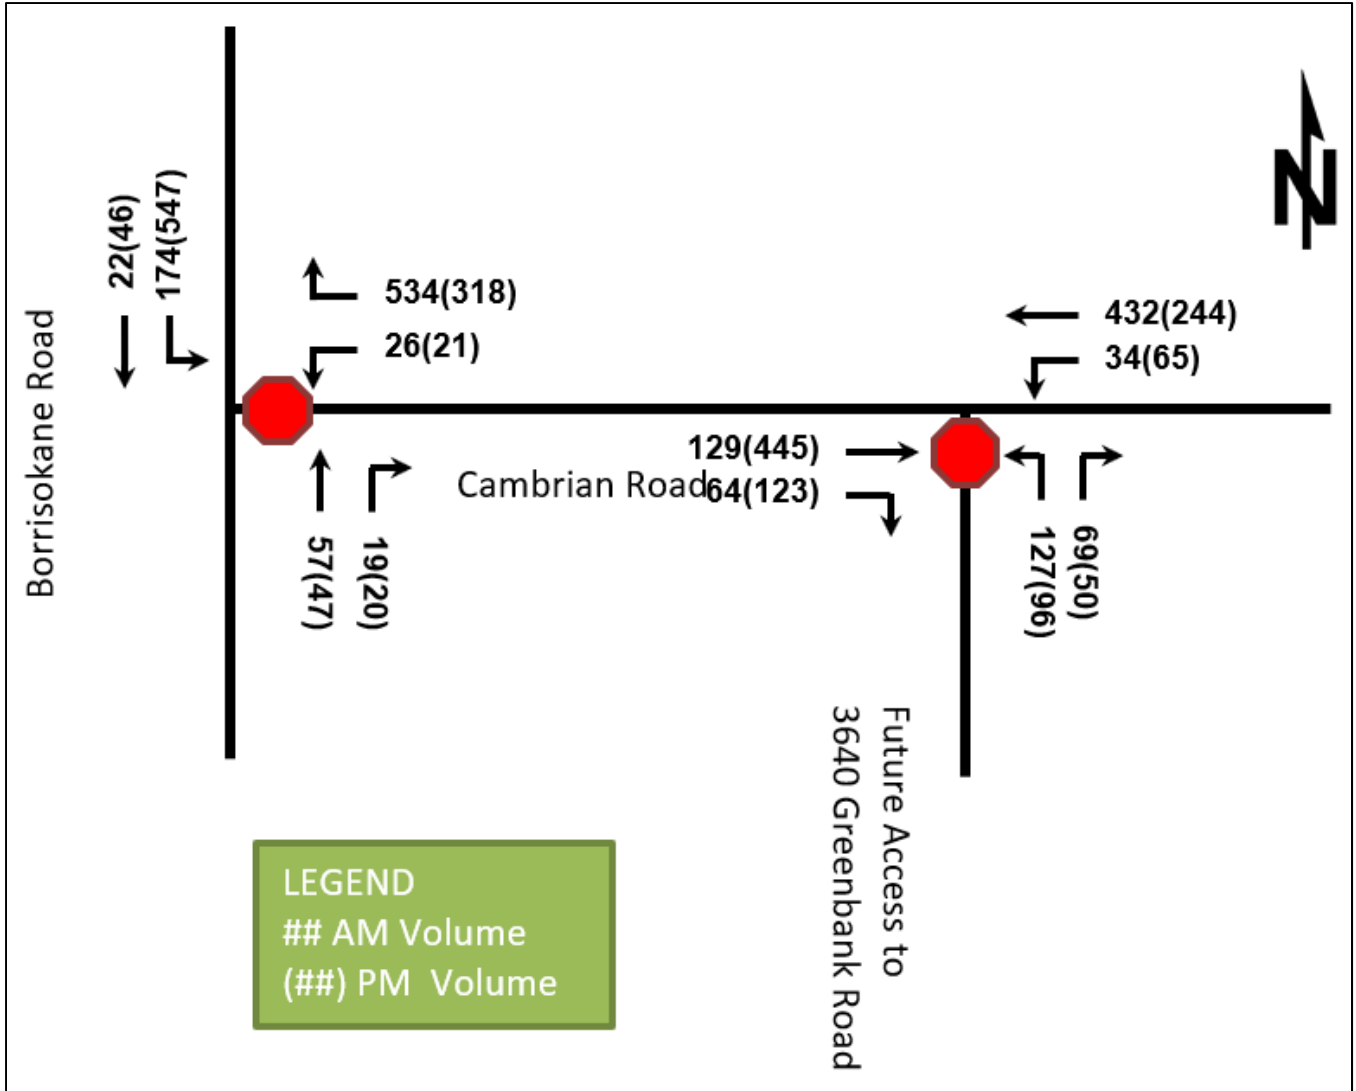 N
22(46)
174(547)
534(318)
26(21)
432(244)
34(65)
Borrisokane Road
129(445)
Cambrian Road
64(123)
57(47)
19(20)
127(96)
69(50)
Future Access to
3640 Greenbank Road
LEGEND
## AM Volume
(##) PM  Volume